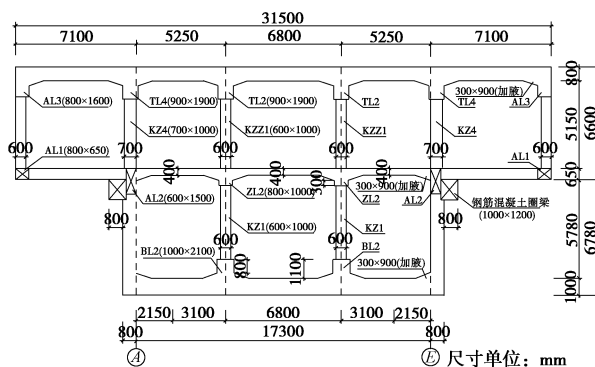 31500
7100 5250 6800 5250 7100
AL3(800×1600) TL4(900×1900) TL2(900×1900) TL2 300×900(加腋) TL4 AL3
KZ4(700×1000) KZZ1(600×1000) KZZ1 KZ4
600 700 600 600 700 600
AL1(800×650) AL1
800 5150 6600 650
400 400 400
AL2(600×1500) ZL2(800×1000) 300 300×900(加腋) ZL2 AL2
钢筋混凝土圈梁
(1000×1200)
800 800
KZ1(600×1000) KZ1
600 600
BL2(1000×2100) BL2
800 1100 300×900(加腋)
5780 6780 1000
2150 3100 6800 3100 2150
800 17300 800
A E 尺寸单位：mm